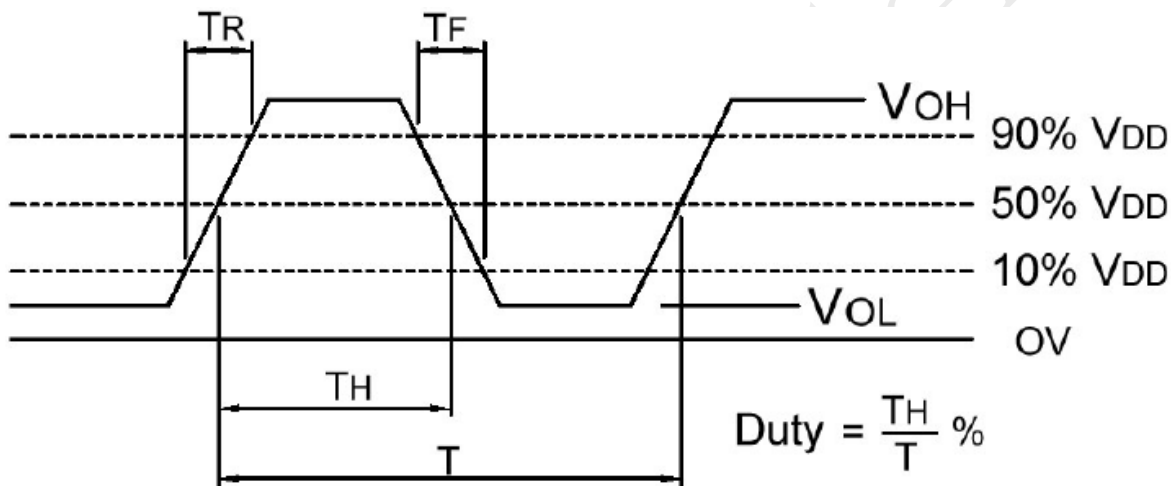 TR
TF
VOH
90% VDD
50% VDD
10% VDD
VOL
OV
TH
Duty = TH/T %
T